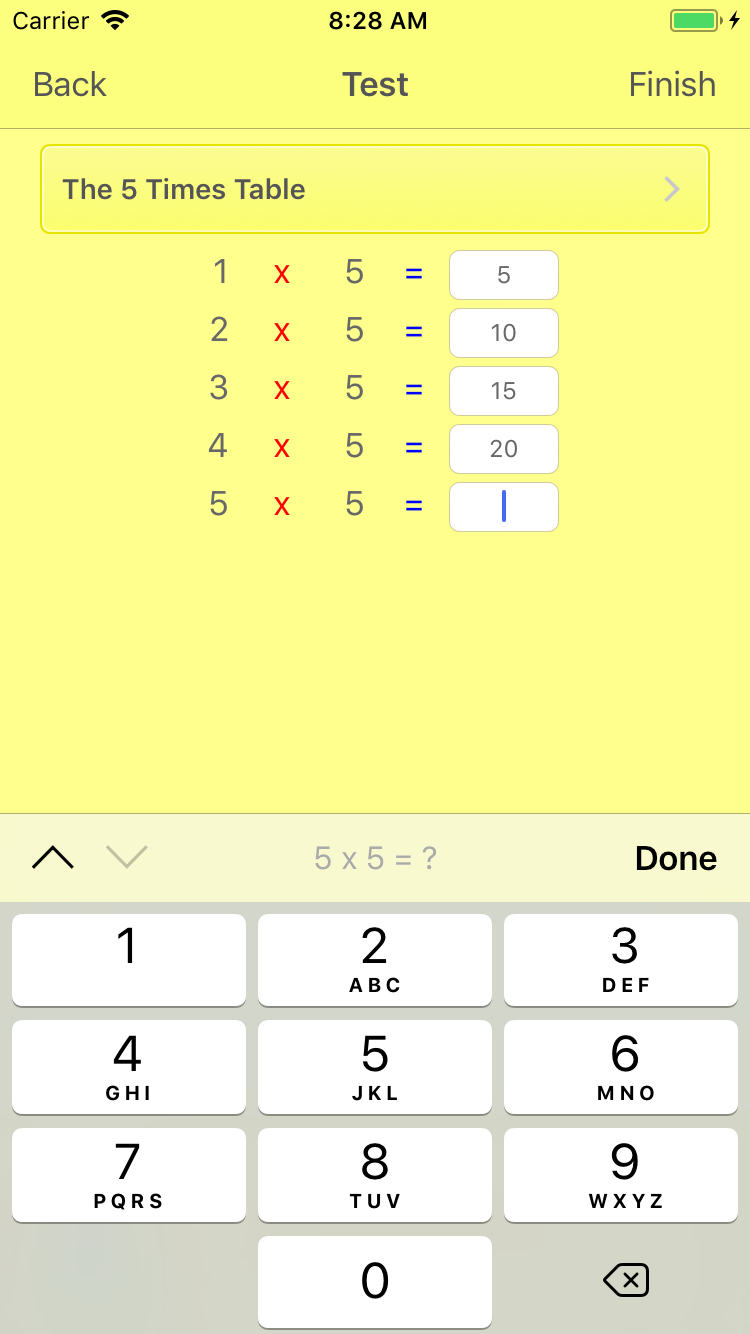 Carrier 8:28 AM
Back Test Finish
The 5 Times Table
1 x 5 = 5
2 x 5 = 10
3 x 5 = 15
4 x 5 = 20
5 x 5 =
5 x 5 = ? Done
1 2 3
ABC DEF
4 5 6
GHI JKL MNO
7 8 9
PQRS TUV WXYZ
0